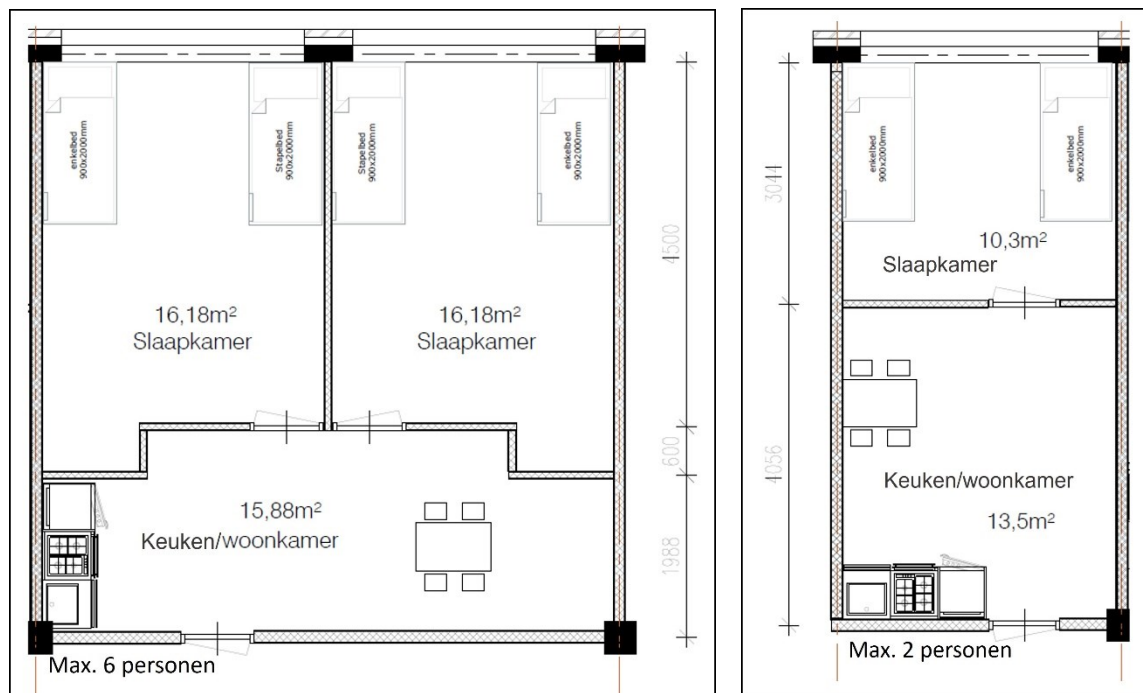 enkelbed
900x2000mm
Stapelbed
900x2000mm
Stapelbed
900x2000mm
enkelbed
900x2000mm
4500
16,18m²
Slaapkamer
16,18m²
Slaapkamer
600
15,88m²
Keuken/woonkamer
1988
Max. 6 personen
enkelbed
900x2000mm
enkelbed
900x2000mm
3044
10,3m²
Slaapkamer
4056
Keuken/woonkamer
13,5m²
Max. 2 personen